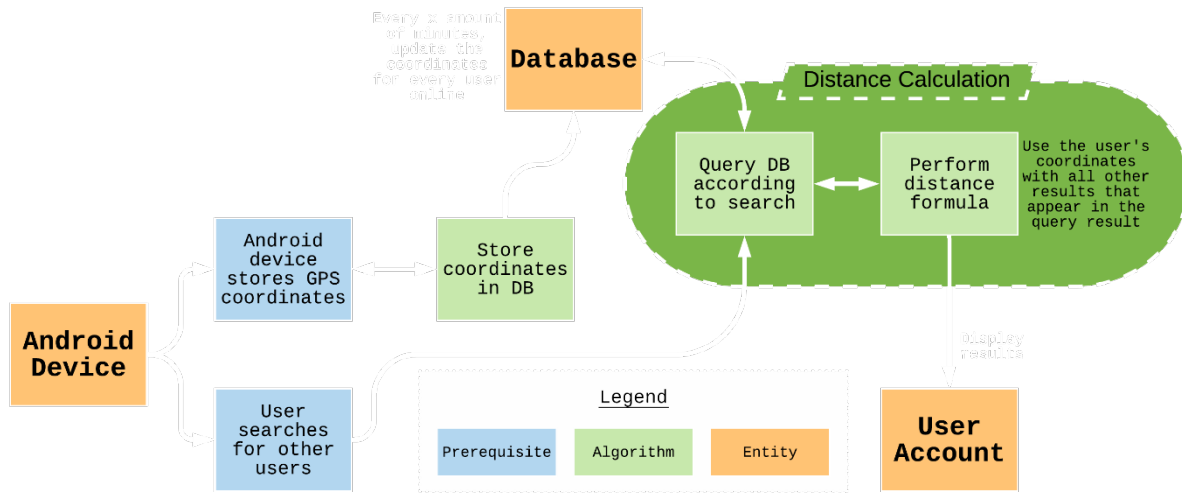 Every x amount
of minutes,
update the
coordinates
for every user
online
Database
Distance Calculation
Query DB
according
to search
Perform
distance
formula
Use the user's
coordinates
with all other
results that
appear in the
query result
Android
device
stores GPS
coordinates
Store
coordinates
in DB
Android
Device
Display
results
User
searches
for other
users
Legend
Prerequisite
Algorithm
Entity
User
Account